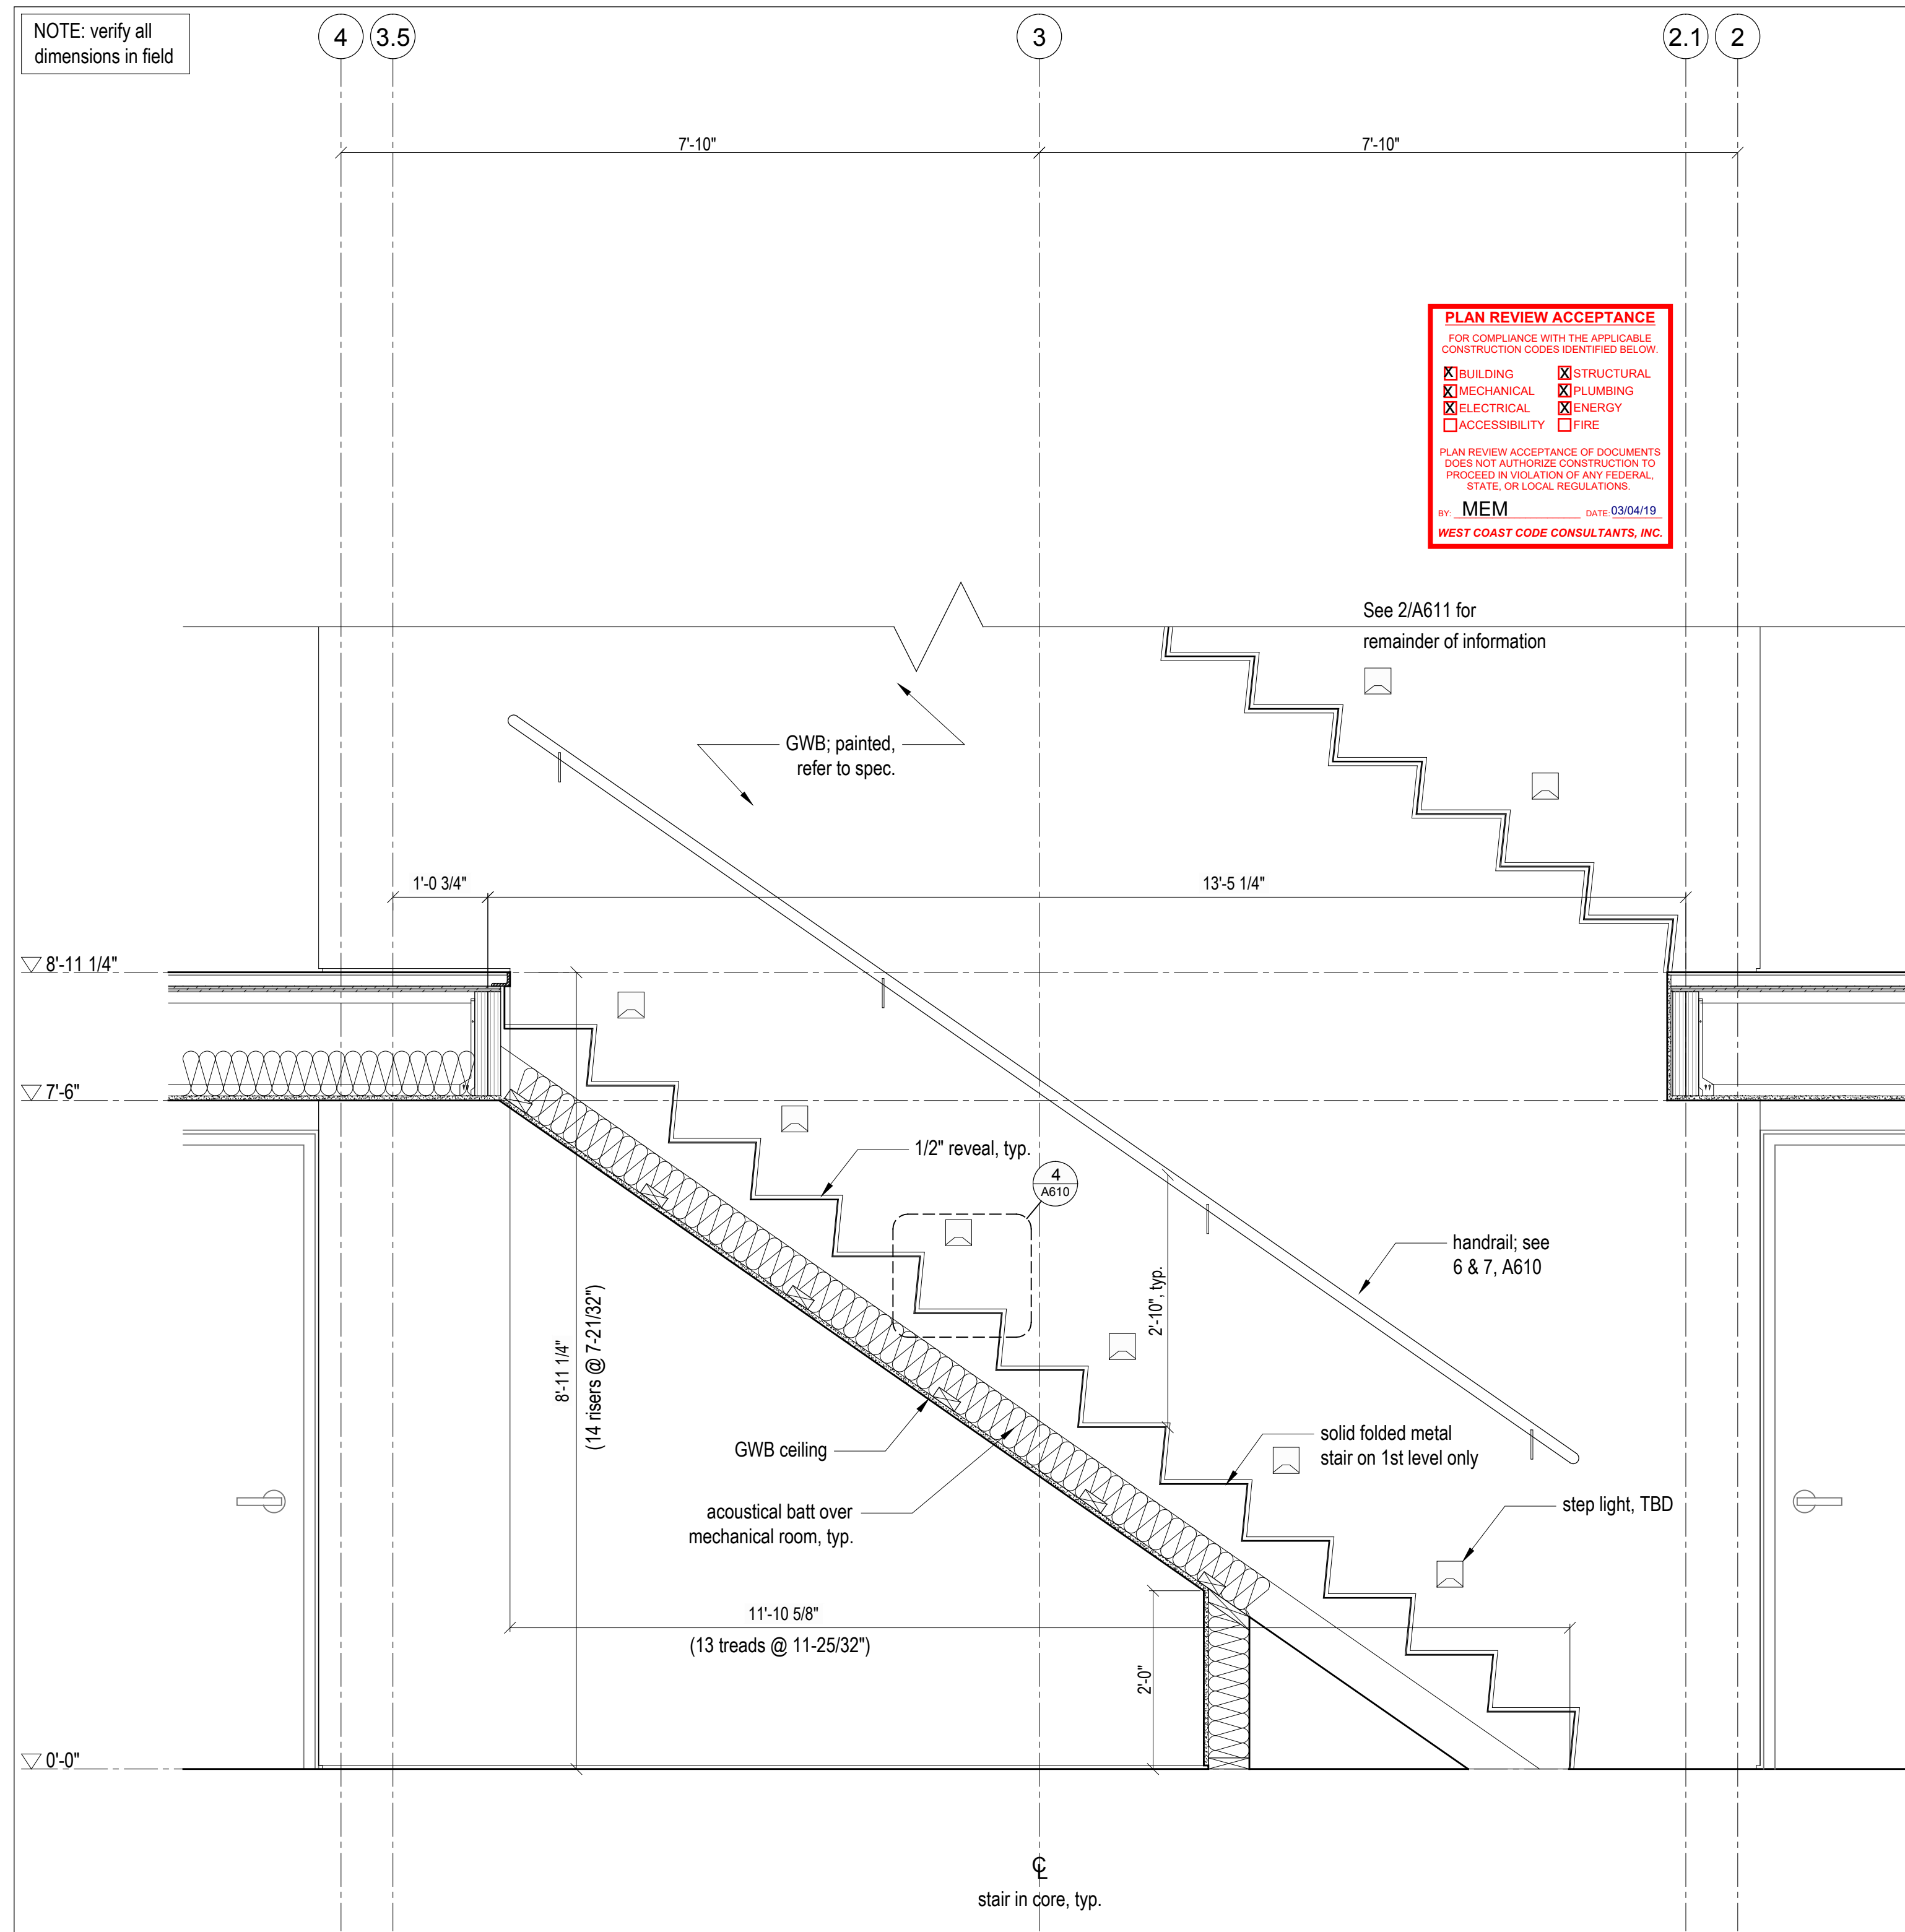 NOTE: verify all
dimensions in field
4
3.5
3
2.1
2
7'-10"
7'-10"
PLAN REVIEW ACCEPTANCE
FOR COMPLIANCE WITH THE APPLICABLE
CONSTRUCTION CODES IDENTIFIED BELOW.
X BUILDING X STRUCTURAL
X MECHANICAL X PLUMBING
X ELECTRICAL X ENERGY
ACCESSIBILITY FIRE
PLAN REVIEW ACCEPTANCE OF DOCUMENTS
DOES NOT AUTHORIZE CONSTRUCTION TO
PROCEED IN VIOLATION OF ANY FEDERAL,
STATE, OR LOCAL REGULATIONS.
BY: MEM DATE: 03/04/19
WEST COAST CODE CONSULTANTS, INC.
See 2/A611 for
remainder of information
GWB; painted,
refer to spec.
1'-0 3/4"
13'-5 1/4"
8'-11 1/4"
7'-6"
1/2" reveal, typ.
4
A610
handrail; see
6 & 7, A610
2'-10", typ.
8'-11 1/4"
(14 risers @ 7-21/32")
GWB ceiling
solid folded metal
stair on 1st level only
acoustical batt over
mechanical room, typ.
step light, TBD
11'-10 5/8"
(13 treads @ 11-25/32")
2'-0"
0'-0"
CL
stair in core, typ.